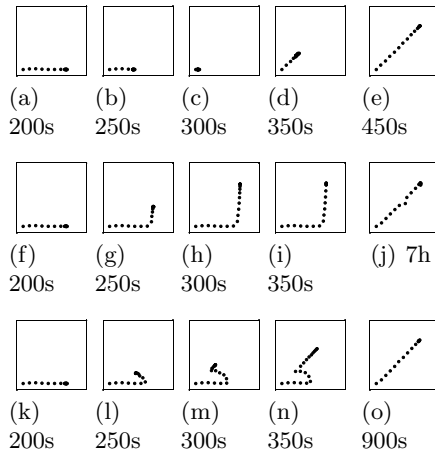 (a) (b) (c) (d) (e)
200s 250s 300s 350s 450s
(f) (g) (h) (i) (j) 7h
200s 250s 300s 350s
(k) (l) (m) (n) (o)
200s 250s 300s 350s 900s